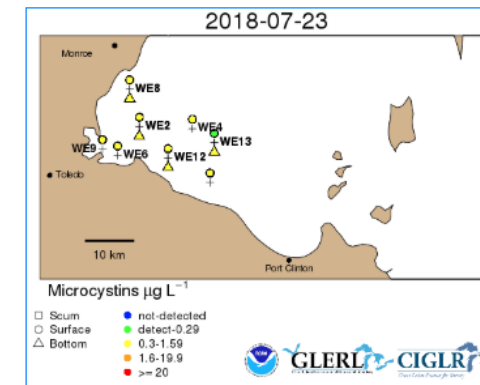 2018-07-23
Monroe
WE8
WE2
WE4
WE13
WE9
WE6
WE12
Toledo
10 km
Port Clinton
Microcystins µg L⁻¹
Scum
Surface
Bottom
not-detected
detect-0.29
0.3-1.59
1.6-19.9
>= 20
GLERL
CIGLR